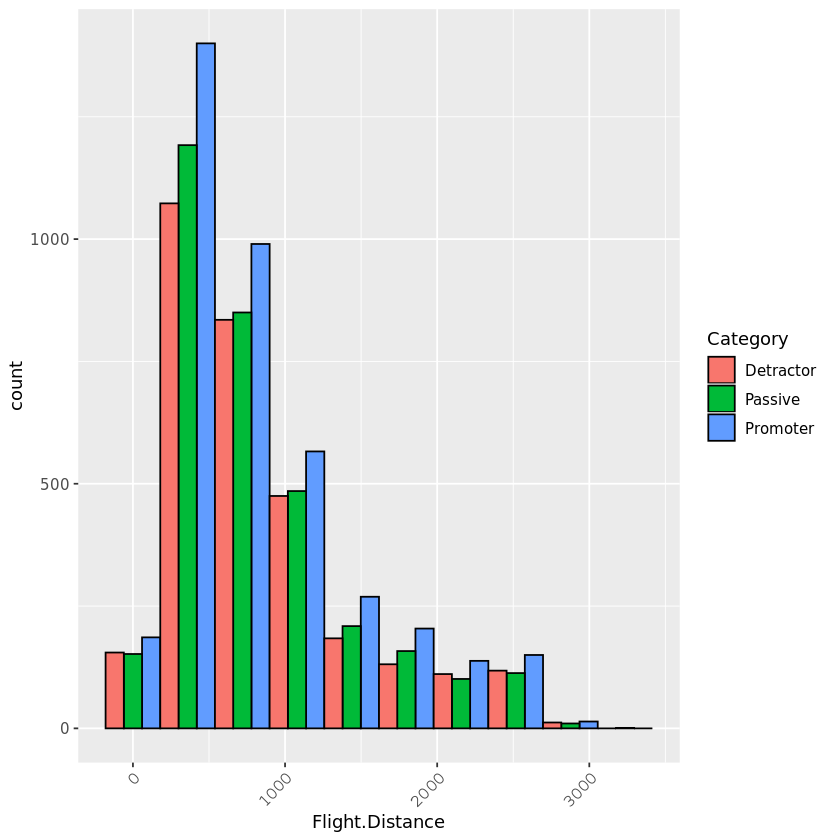 1000
500
0
count
0
1000
2000
3000
Flight.Distance
Category
Detractor
Passive
Promoter